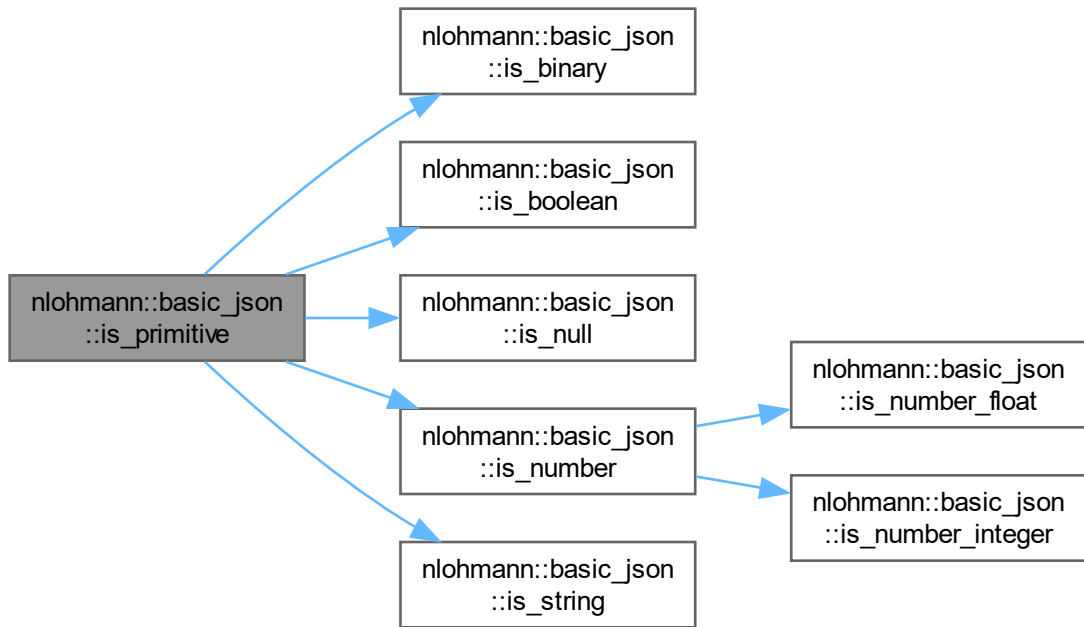 nlohmann::basic_json
::is_binary
nlohmann::basic_json
::is_boolean
nlohmann::basic_json
::is_primitive
nlohmann::basic_json
::is_null
nlohmann::basic_json
::is_number
nlohmann::basic_json
::is_number_float
nlohmann::basic_json
::is_number_integer
nlohmann::basic_json
::is_string